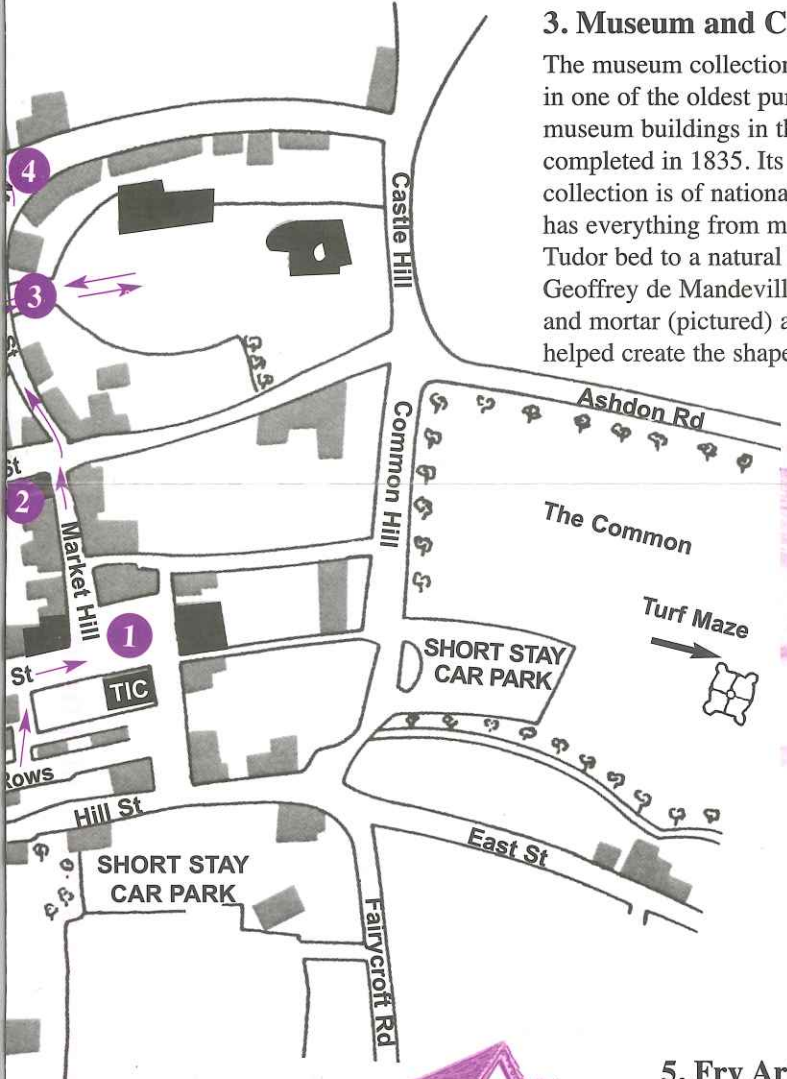 3. Museum and C
The museum collection
in one of the oldest pur
museum buildings in th
completed in 1835. Its
collection is of national
has everything from m
Tudor bed to a natural
Geoffrey de Mandevill
and mortar (pictured) a
helped create the shape
4
Castle Hill
3
St
Ashdon Rd
Common Hill
St
2
The Common
Market Hill
Turf Maze
1
SHORT STAY
CAR PARK
St
TIC
Rows
Hill St
East St
SHORT STAY
CAR PARK
Fairycroft Rd
5. Fry Ar